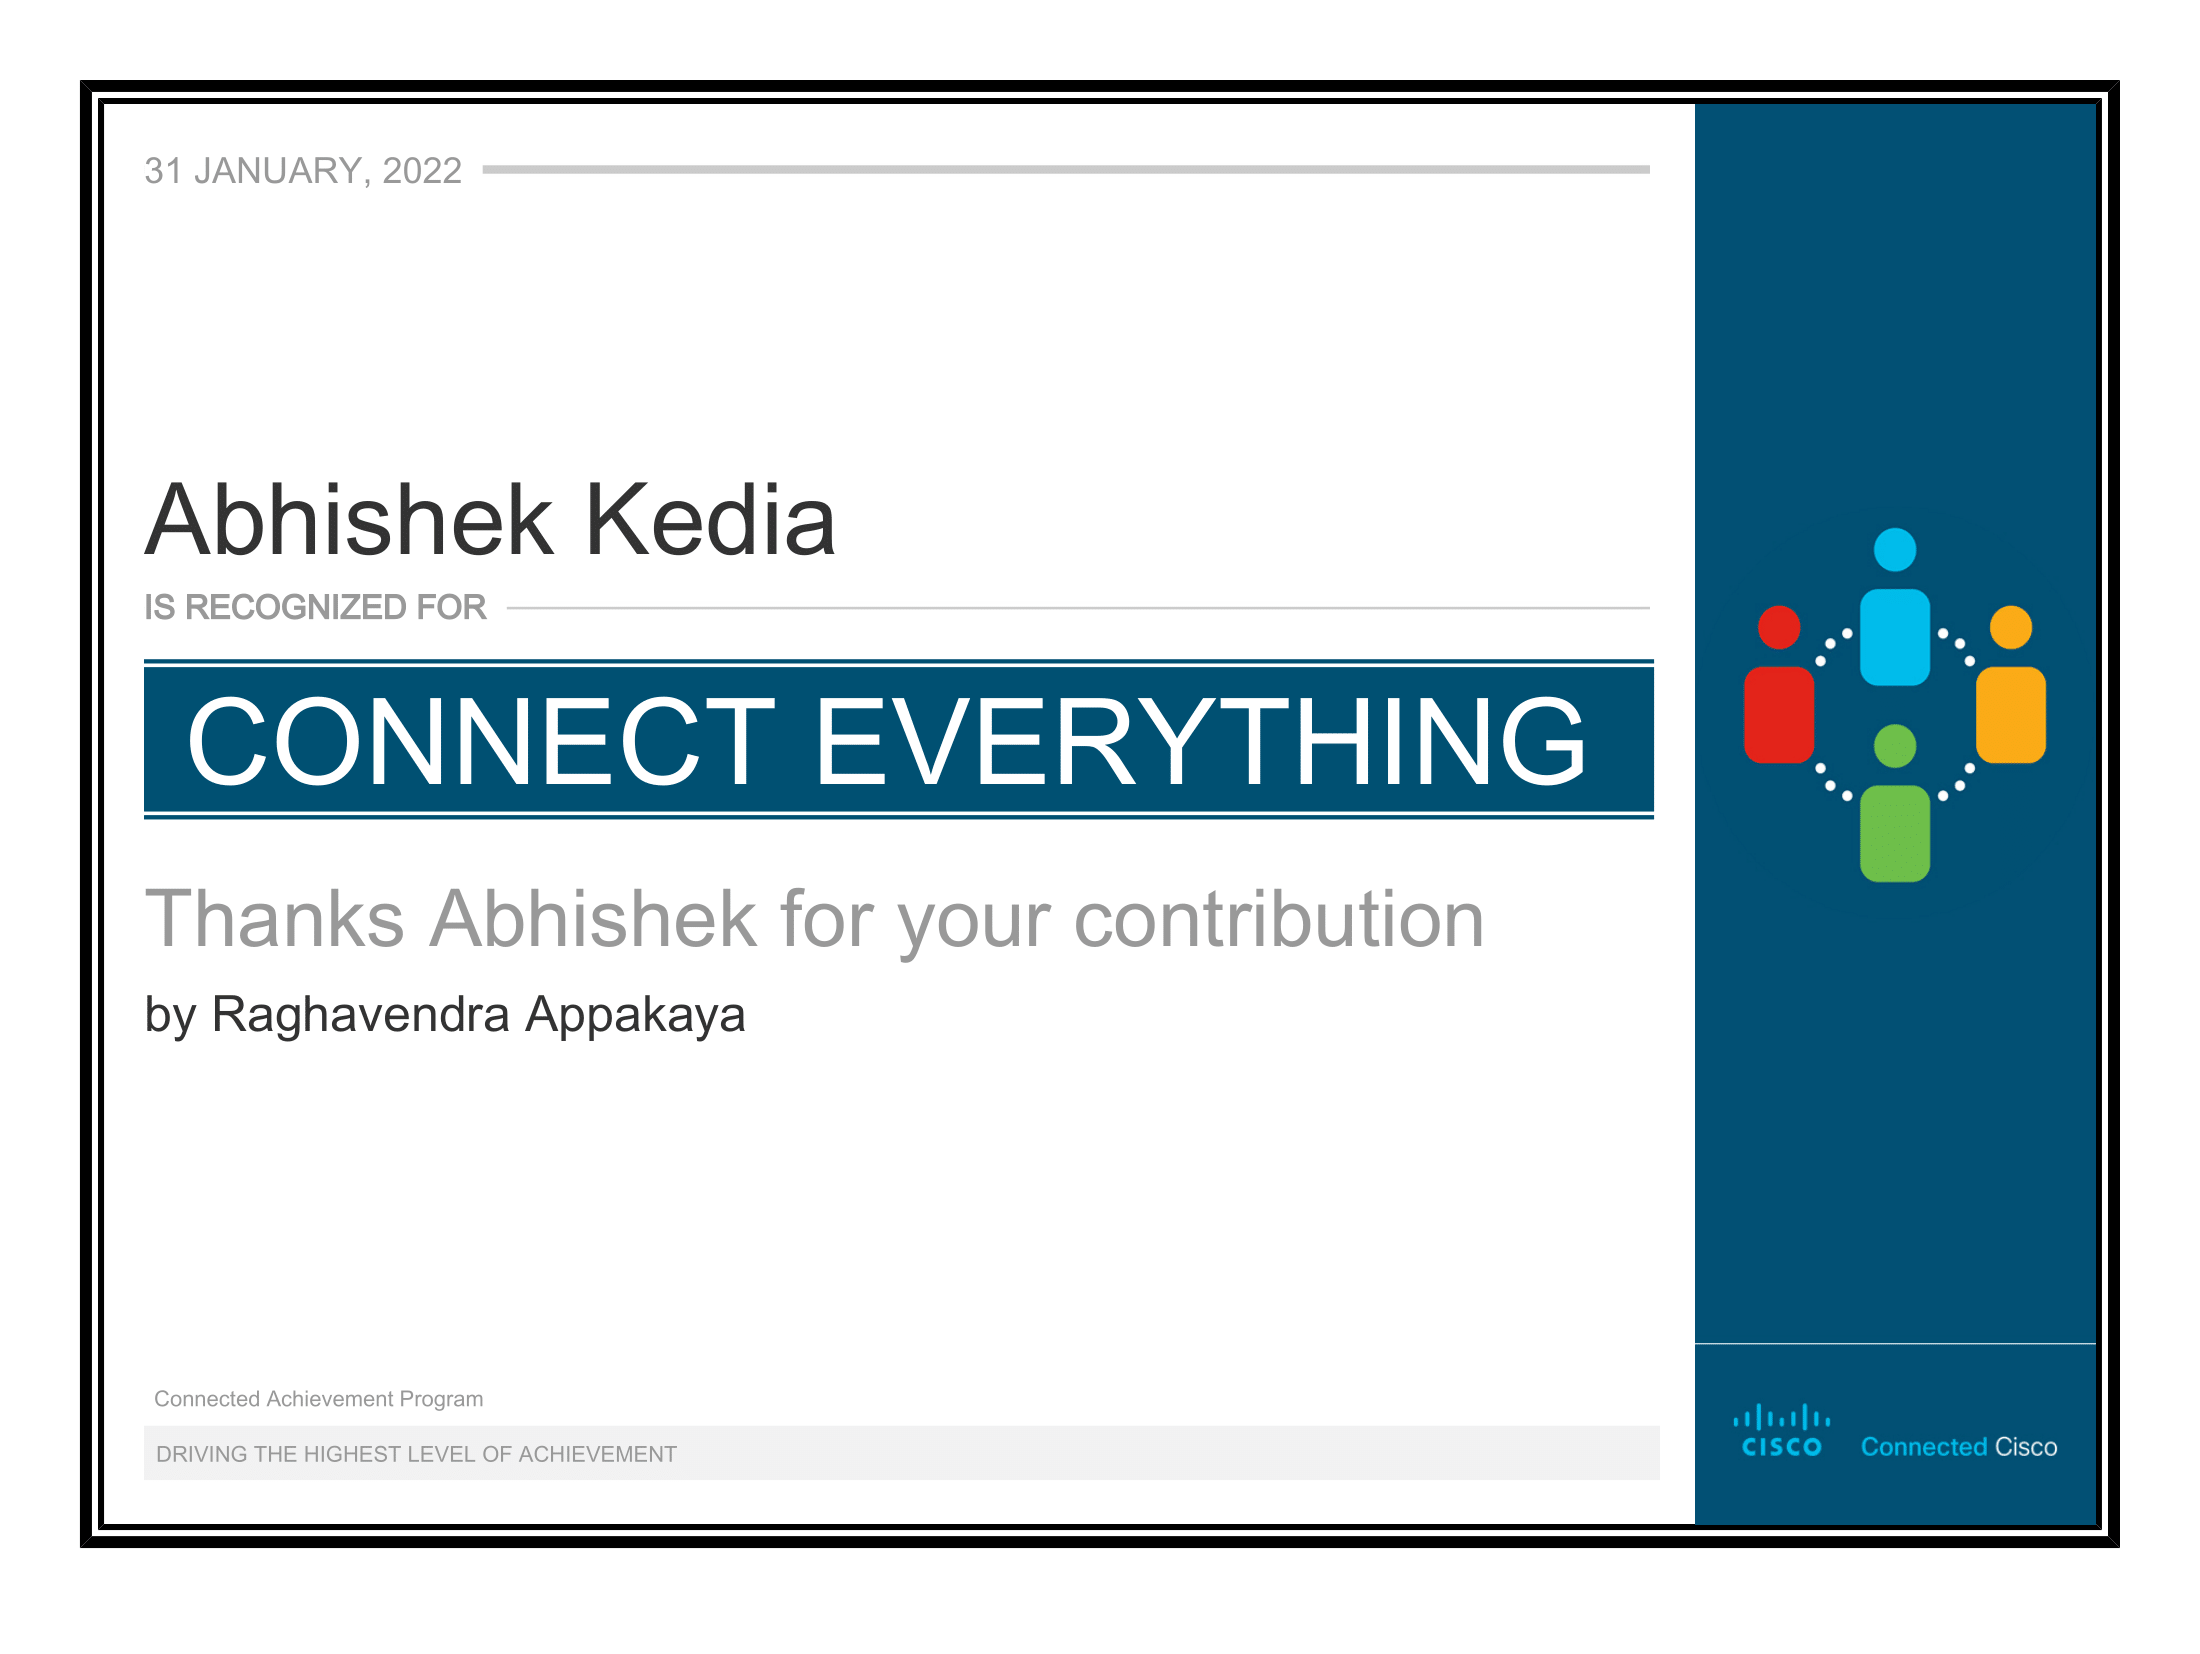 31 JANUARY, 2022
Abhishek Kedia
IS RECOGNIZED FOR
CONNECT EVERYTHING
Thanks Abhishek for your contribution
by Raghavendra Appakaya
Connected Achievement Program
DRIVING THE HIGHEST LEVEL OF ACHIEVEMENT
CISCO
Connected Cisco